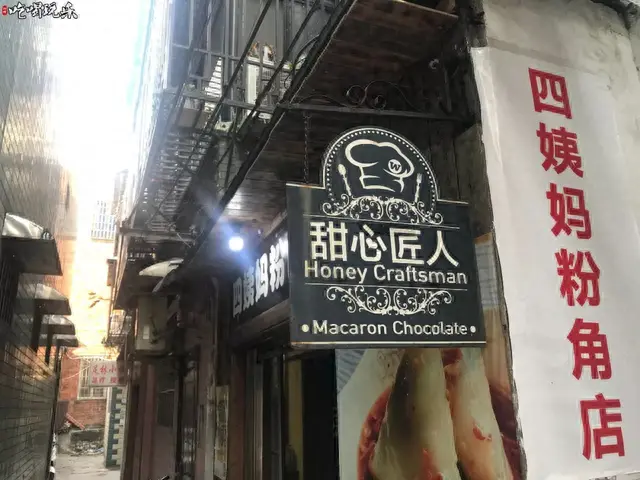 吃喝玩乐
W
甜心匠人
Honey Craftsman
• Macaron Chocolate •
四姨妈粉
四姨妈粉角店